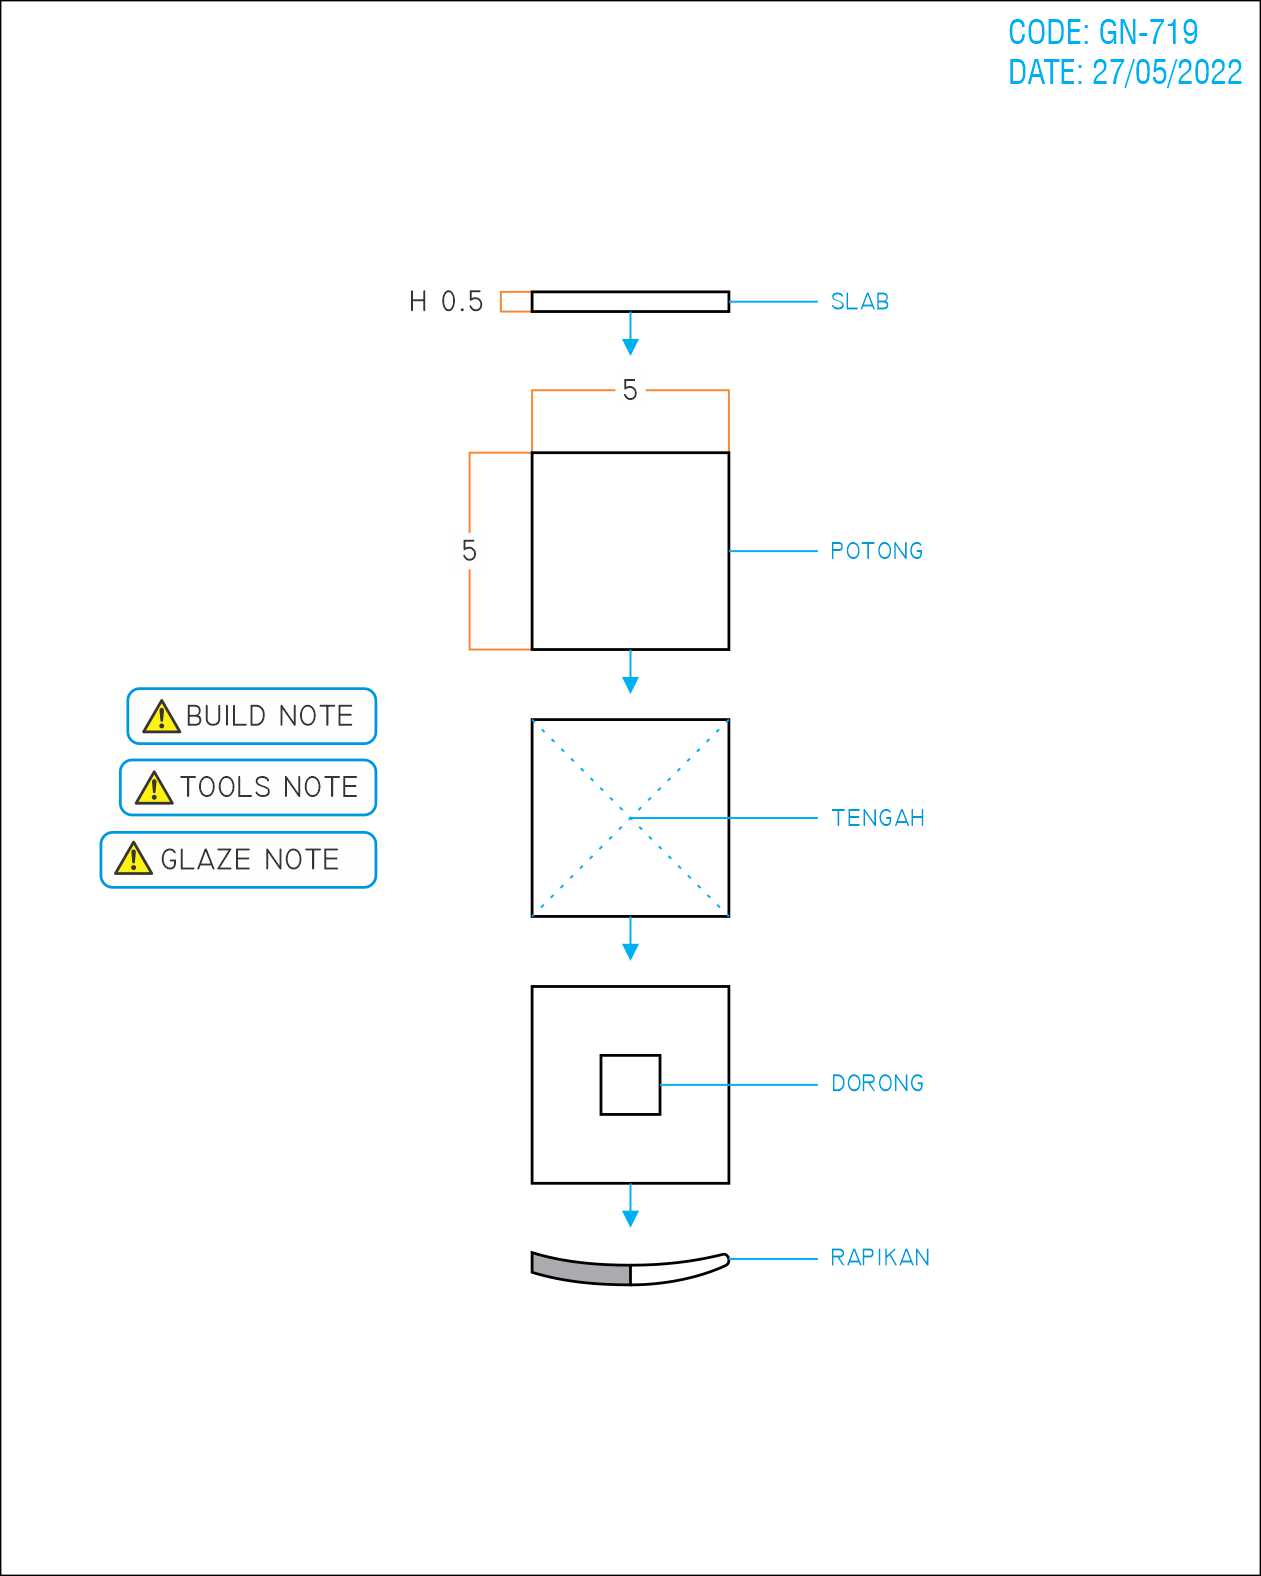 CODE: GN-719
DATE: 27/05/2022
H 0.5
SLAB
5
5
POTONG
BUILD NOTE
TOOLS NOTE
TENGAH
GLAZE NOTE
DORONG
RAPIKAN